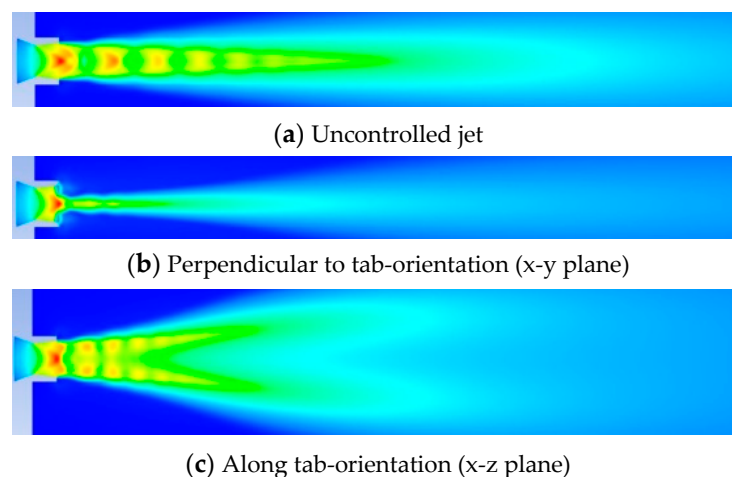 (a) Uncontrolled jet
(b) Perpendicular to tab-orientation (x-y plane)
(c) Along tab-orientation (x-z plane)